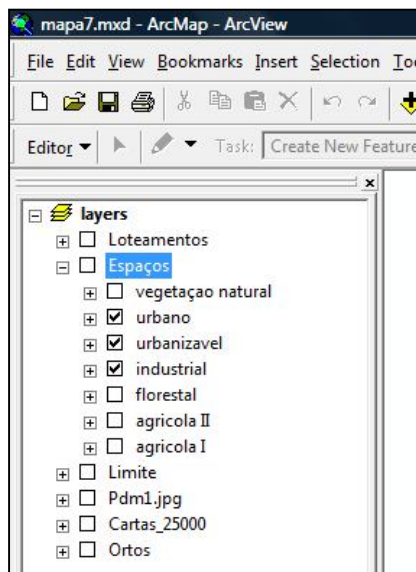 mapa7.mxd - ArcMap - ArcView
File Edit View Bookmarks Insert Selection
Editor Task: Create New Feature
layers
Loteamentos
Espaços
vegetaçao natural
urbano
urbanizavel
industrial
florestal
agricola II
agricola I
Limite
Pdm1.jpg
Cartas_25000
Ortos